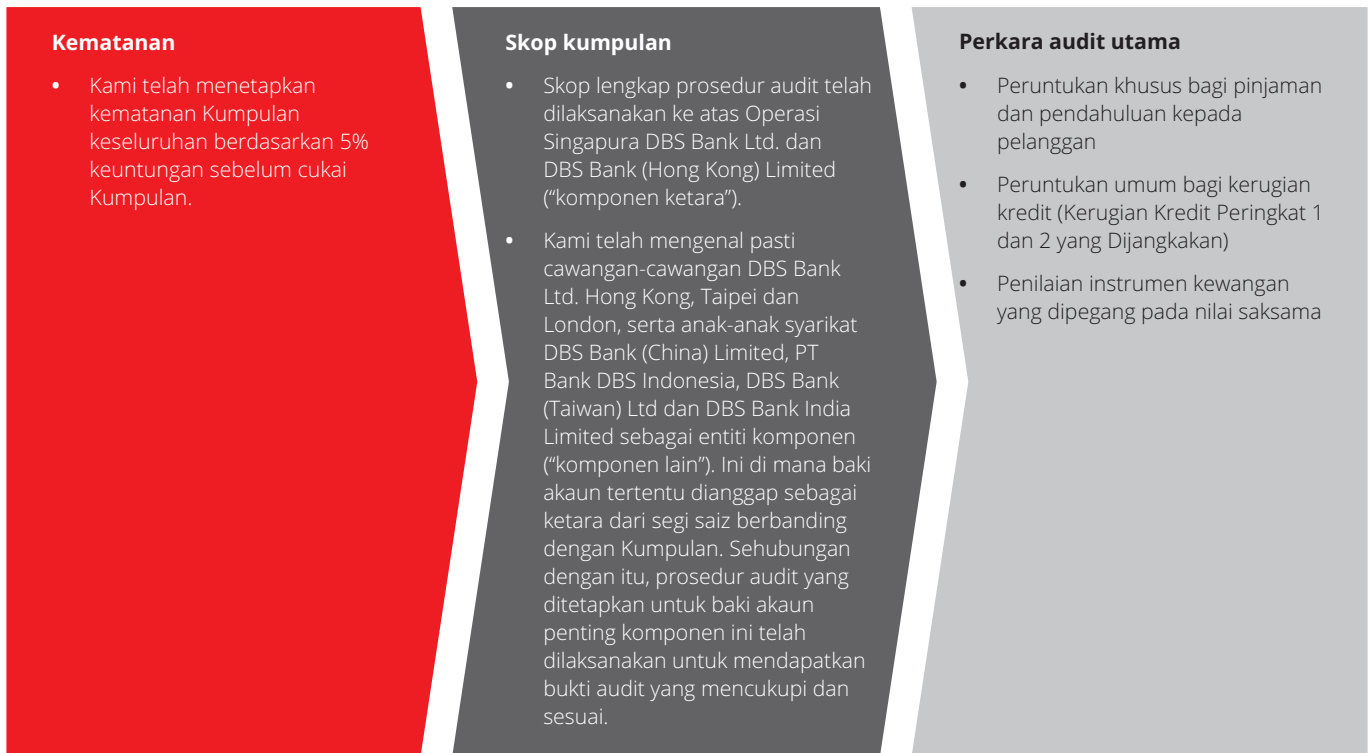 Kematanan
• Kami telah menetapkan
kematanan Kumpulan
keseluruhan berdasarkan 5%
keuntungan sebelum cukai
Kumpulan.
Skop kumpulan
• Skop lengkap prosedur audit telah
dilaksanakan ke atas Operasi
Singapura DBS Bank Ltd. dan
DBS Bank (Hong Kong) Limited
(“komponen ketara”).
• Kami telah mengenal pasti
cawangan-cawangan DBS Bank
Ltd. Hong Kong, Taipei dan
London, serta anak-anak syarikat
DBS Bank (China) Limited, PT
Bank DBS Indonesia, DBS Bank
(Taiwan) Ltd dan DBS Bank India
Limited sebagai entiti komponen
(“komponen lain”). Ini di mana baki
akaun tertentu dianggap sebagai
ketara dari segi saiz berbanding
dengan Kumpulan. Sehubungan
dengan itu, prosedur audit yang
ditetapkan untuk baki akaun
penting komponen ini telah
dilaksanakan untuk mendapatkan
bukti audit yang mencukupi dan
sesuai.
Perkara audit utama
• Peruntukan khusus bagi pinjaman
dan pendahuluan kepada
pelanggan
• Peruntukan umum bagi kerugian
kredit (Kerugian Kredit Peringkat 1
dan 2 yang Dijangkakan)
• Penilaian instrumen kewangan
yang dipegang pada nilai saksama